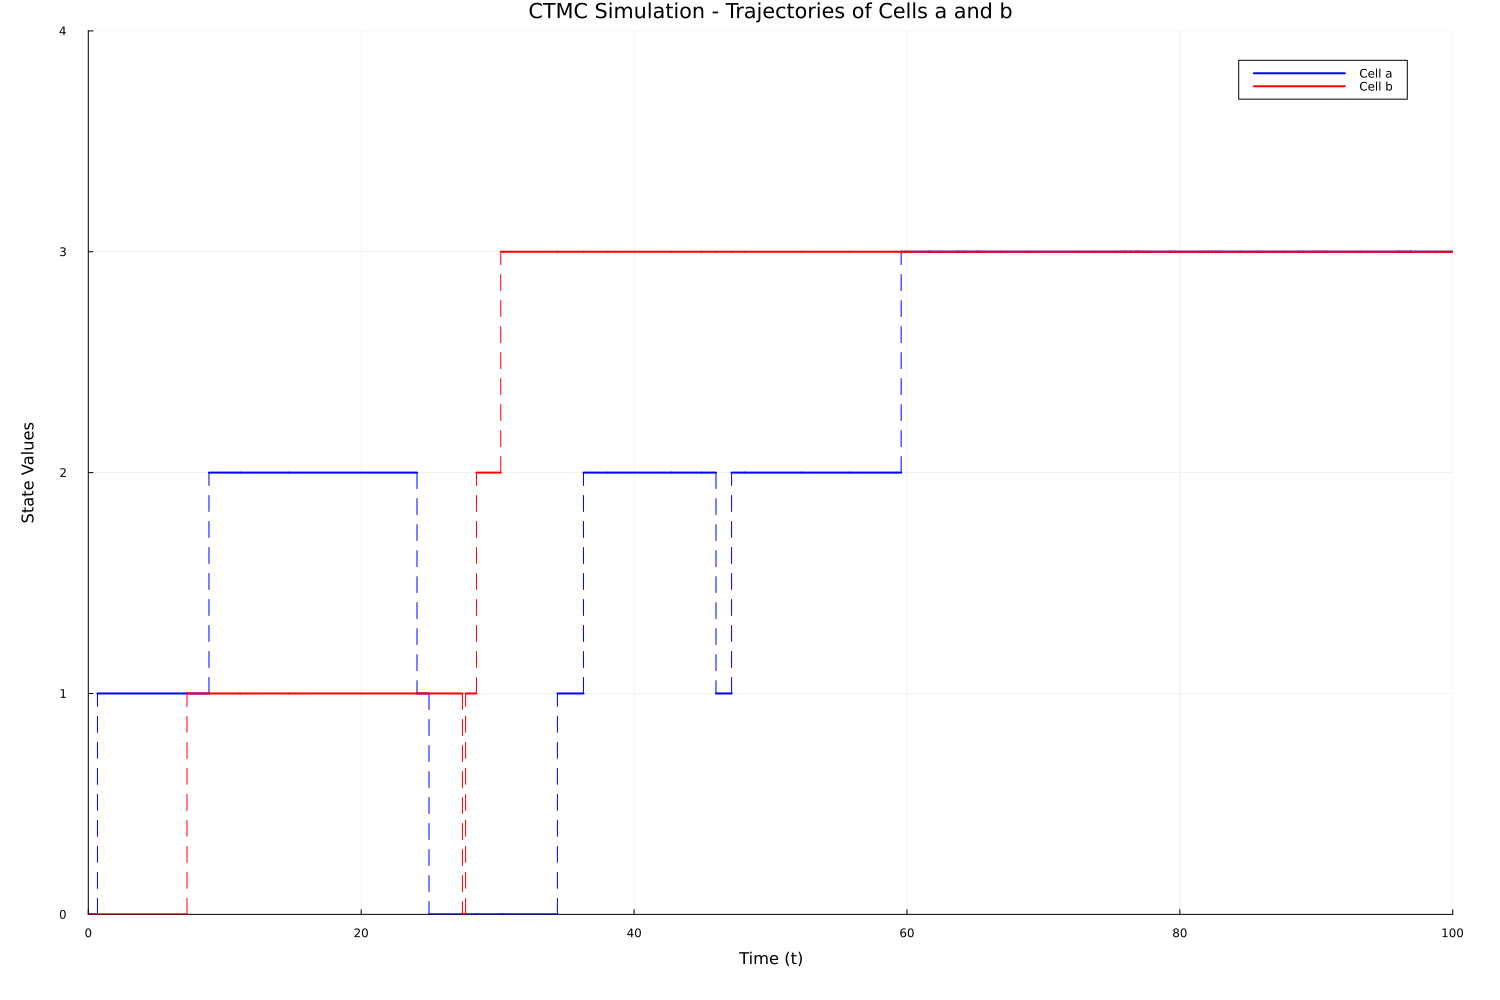 CTMC Simulation - Trajectories of Cells a and b
4
Cell a
Cell b
3
State Values
2
1
0
0 20 40 60 80 100
Time (t)